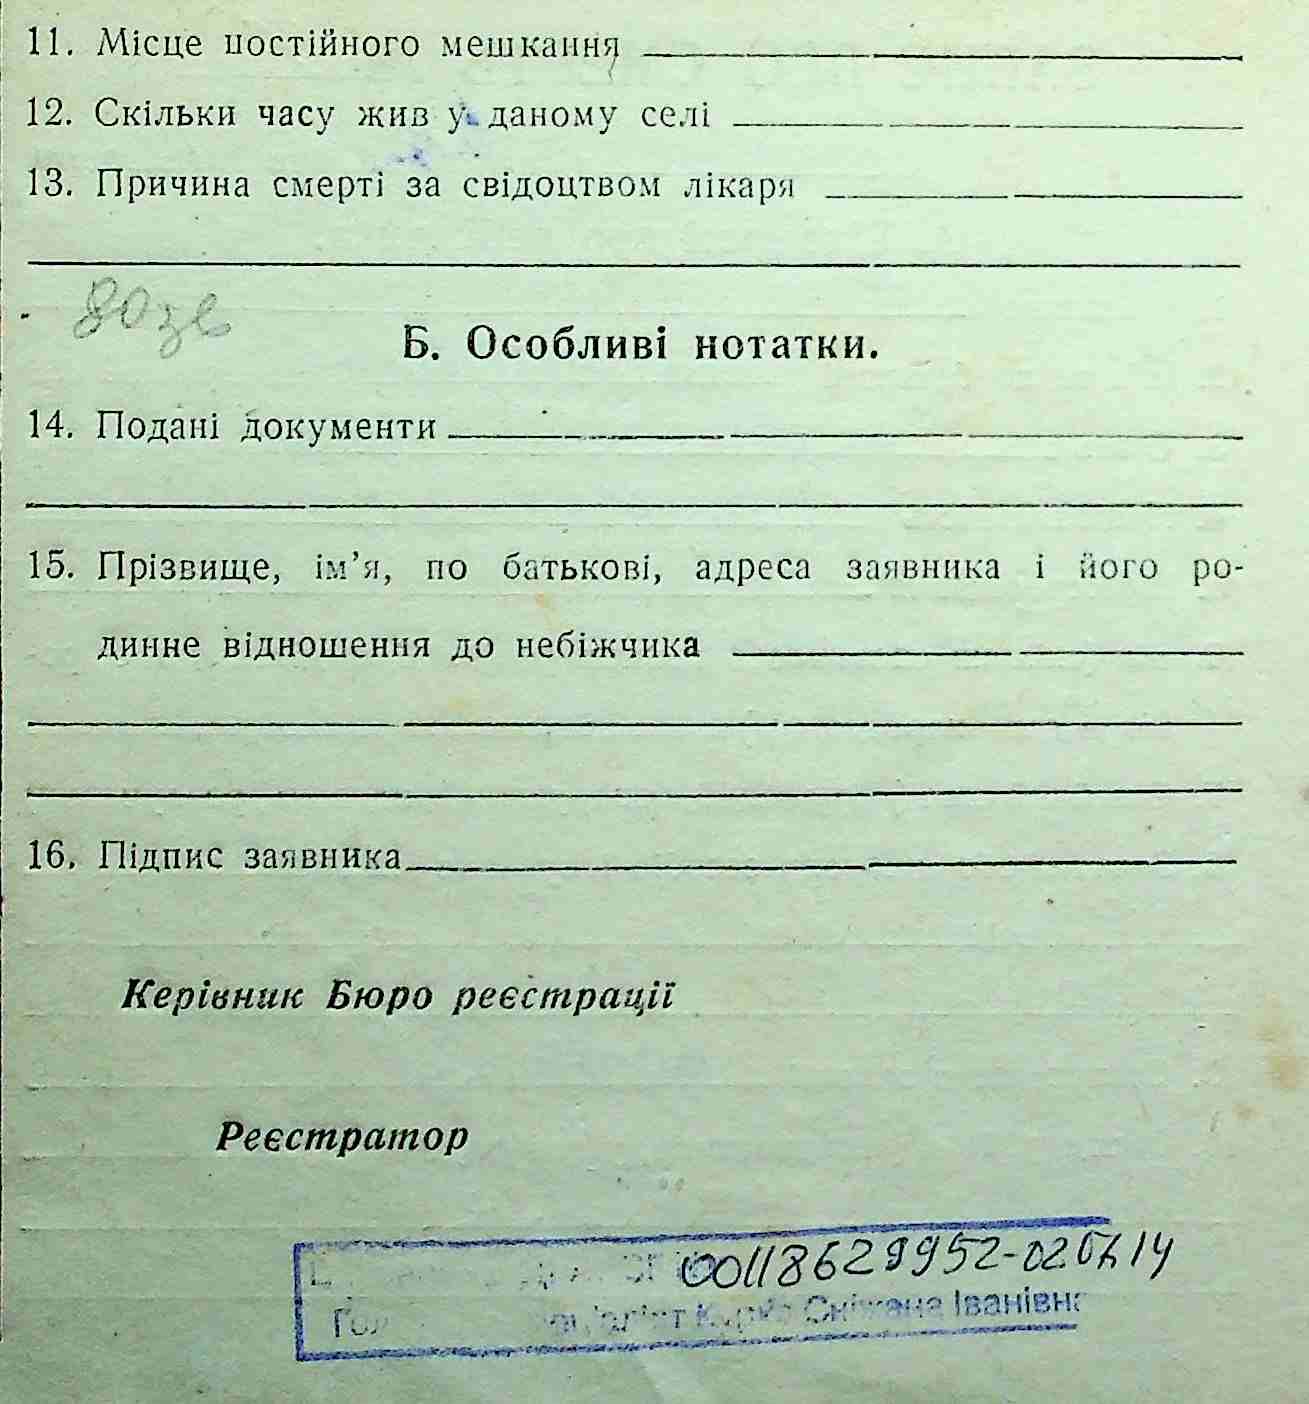 11. Місце постійного мешкання
12. Скільки часу жив у даному селі
13. Причина смерті за свідоцтвом лікаря
Б. Особливі нотатки.
14. Подані документи
15. Прізвище, ім’я, по батькові, адреса заявника і його ро-
динне відношення до небіжчика
16. Підпис заявника
Керівник Бюро реєстрації
Реєстратор
00118629952-02
Сніжана Іванівна